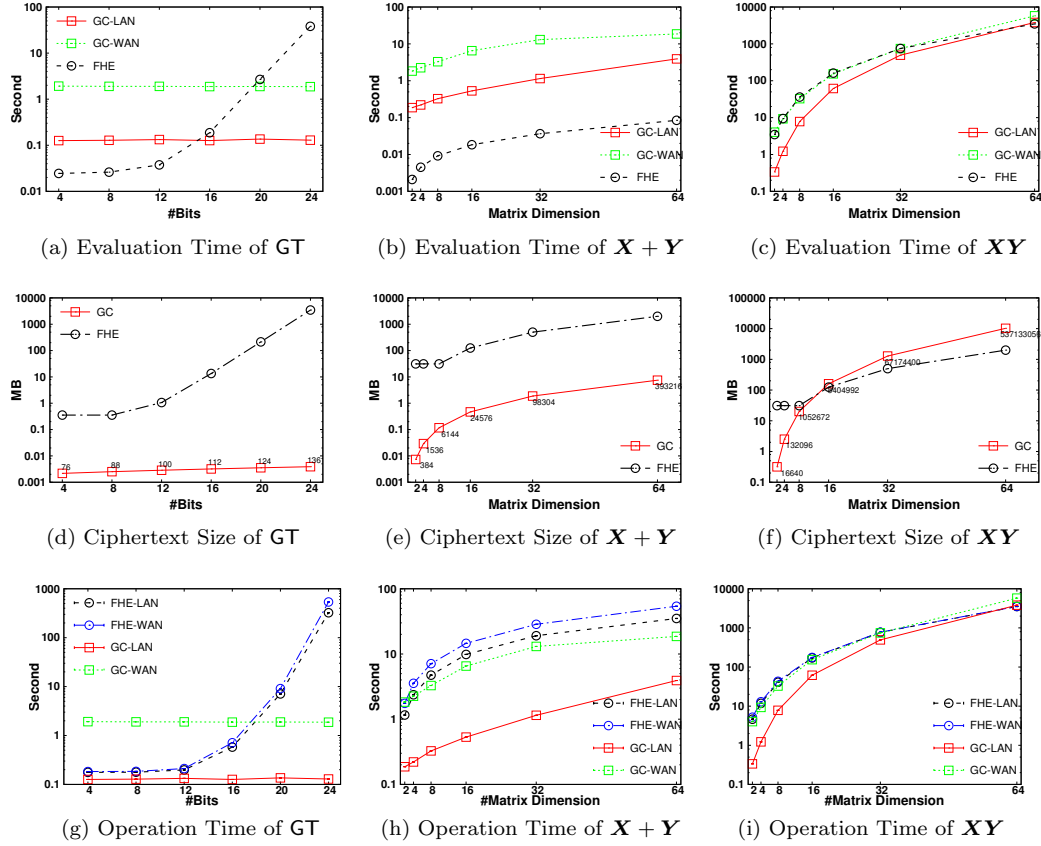 100
10
1
0.1
0.01
Second
GC-LAN
GC-WAN
FHE
4 8 12 16 20 24
#Bits
(a) Evaluation Time of GT
100
10
1
0.1
0.01
0.001
Second
GC-LAN
GC-WAN
FHE
2 4 8 16 32 64
Matrix Dimension
(b) Evaluation Time of X + Y
10000
1000
100
10
1
0.1
Second
GC-LAN
GC-WAN
FHE
2 4 8 16 32 64
Matrix Dimension
(c) Evaluation Time of XY
10000
1000
100
10
1
0.1
0.01
0.001
MB
GC
FHE
76 88 100 112 124 136
4 8 12 16 20 24
#Bits
(d) Ciphertext Size of GT
10000
1000
100
10
1
0.1
0.01
0.001
MB
393216
98304
24576
6144
1536
384
GC
FHE
2 4 8 16 32 64
Matrix Dimension
(e) Ciphertext Size of X + Y
100000
10000
1000
100
10
1
0.1
MB
537133056
67174400
8404992
1052672
132096
16640
GC
FHE
2 4 8 16 32 64
Matrix Dimension
(f) Ciphertext Size of XY
1000
100
10
1
0.1
Second
FHE-LAN
FHE-WAN
GC-LAN
GC-WAN
4 8 12 16 20 24
#Bits
(g) Operation Time of GT
100
10
1
0.1
Second
FHE-LAN
FHE-WAN
GC-LAN
GC-WAN
2 4 8 16 32 64
#Matrix Dimension
(h) Operation Time of X + Y
10000
1000
100
10
1
0.1
Second
FHE-LAN
FHE-WAN
GC-LAN
GC-WAN
2 4 8 16 32 64
#Matrix Dimension
(i) Operation Time of XY